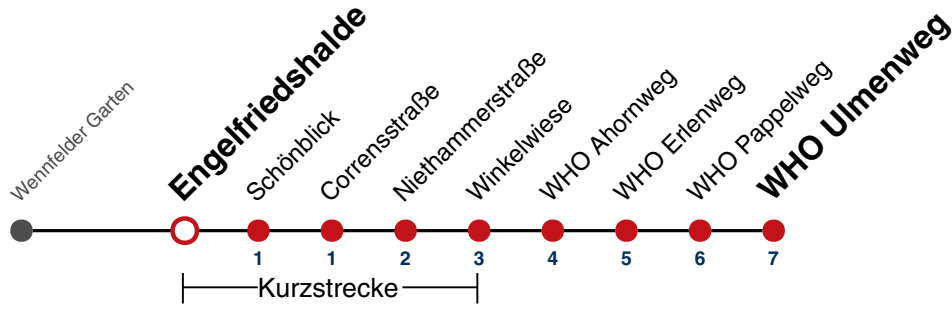 Wennfelder Garten
Engelfriedshalde
Schönblick
Corrensstraße
Niethammerstraße
Winkelwiese
WHO Ahornweg
WHO Erlenweg
WHO Pappelweg
WHO Ulmenweg
1 1 2 3 4 5 6 7
Kurzstrecke